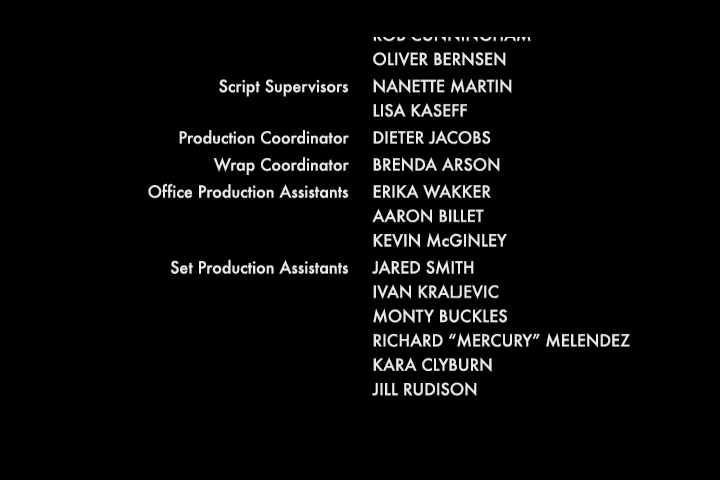 ROB CUNNINGHAM
OLIVER BERNSEN
Script Supervisors NANETTE MARTIN
LISA KASEFF
Production Coordinator DIETER JACOBS
Wrap Coordinator BRENDA ARSON
Office Production Assistants ERIKA WAKKER
AARON BILLET
KEVIN McGINLEY
Set Production Assistants JARED SMITH
IVAN KRALJEVIC
MONTY BUCKLES
RICHARD “MERCURY” MELENDEZ
KARA CLYBURN
JILL RUDISON